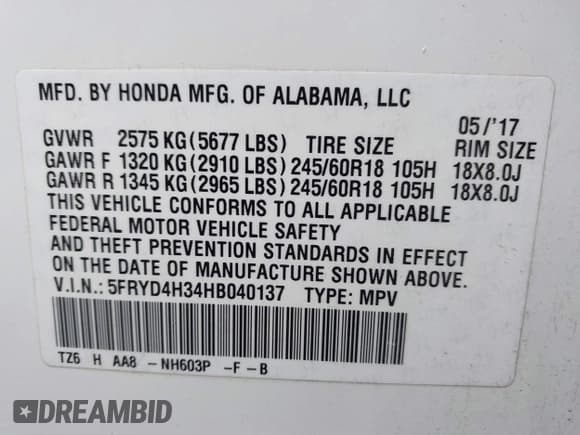 MFD. BY HONDA MFG. OF ALABAMA, LLC
05/'17
GVWR 2575 KG(5677 LBS) TIRE SIZE RIM SIZE
GAWR F 1320 KG(2910 LBS)245/60R18 105H 18X8.0J
GAWR R 1345 KG(2965 LBS)245/60R18 105H 18X8.0J
THIS VEHICLE CONFORMS TO ALL APPLICABLE
FEDERAL MOTOR VEHICLE SAFETY
AND THEFT PREVENTION STANDARDS IN EFFECT
ON THE DATE OF MANUFACTURE SHOWN ABOVE.
V.I.N.: 5FRYD4H34HB040137 TYPE: MPV
TZ6 H AA8 -NH603P -F-B
DREAMBID